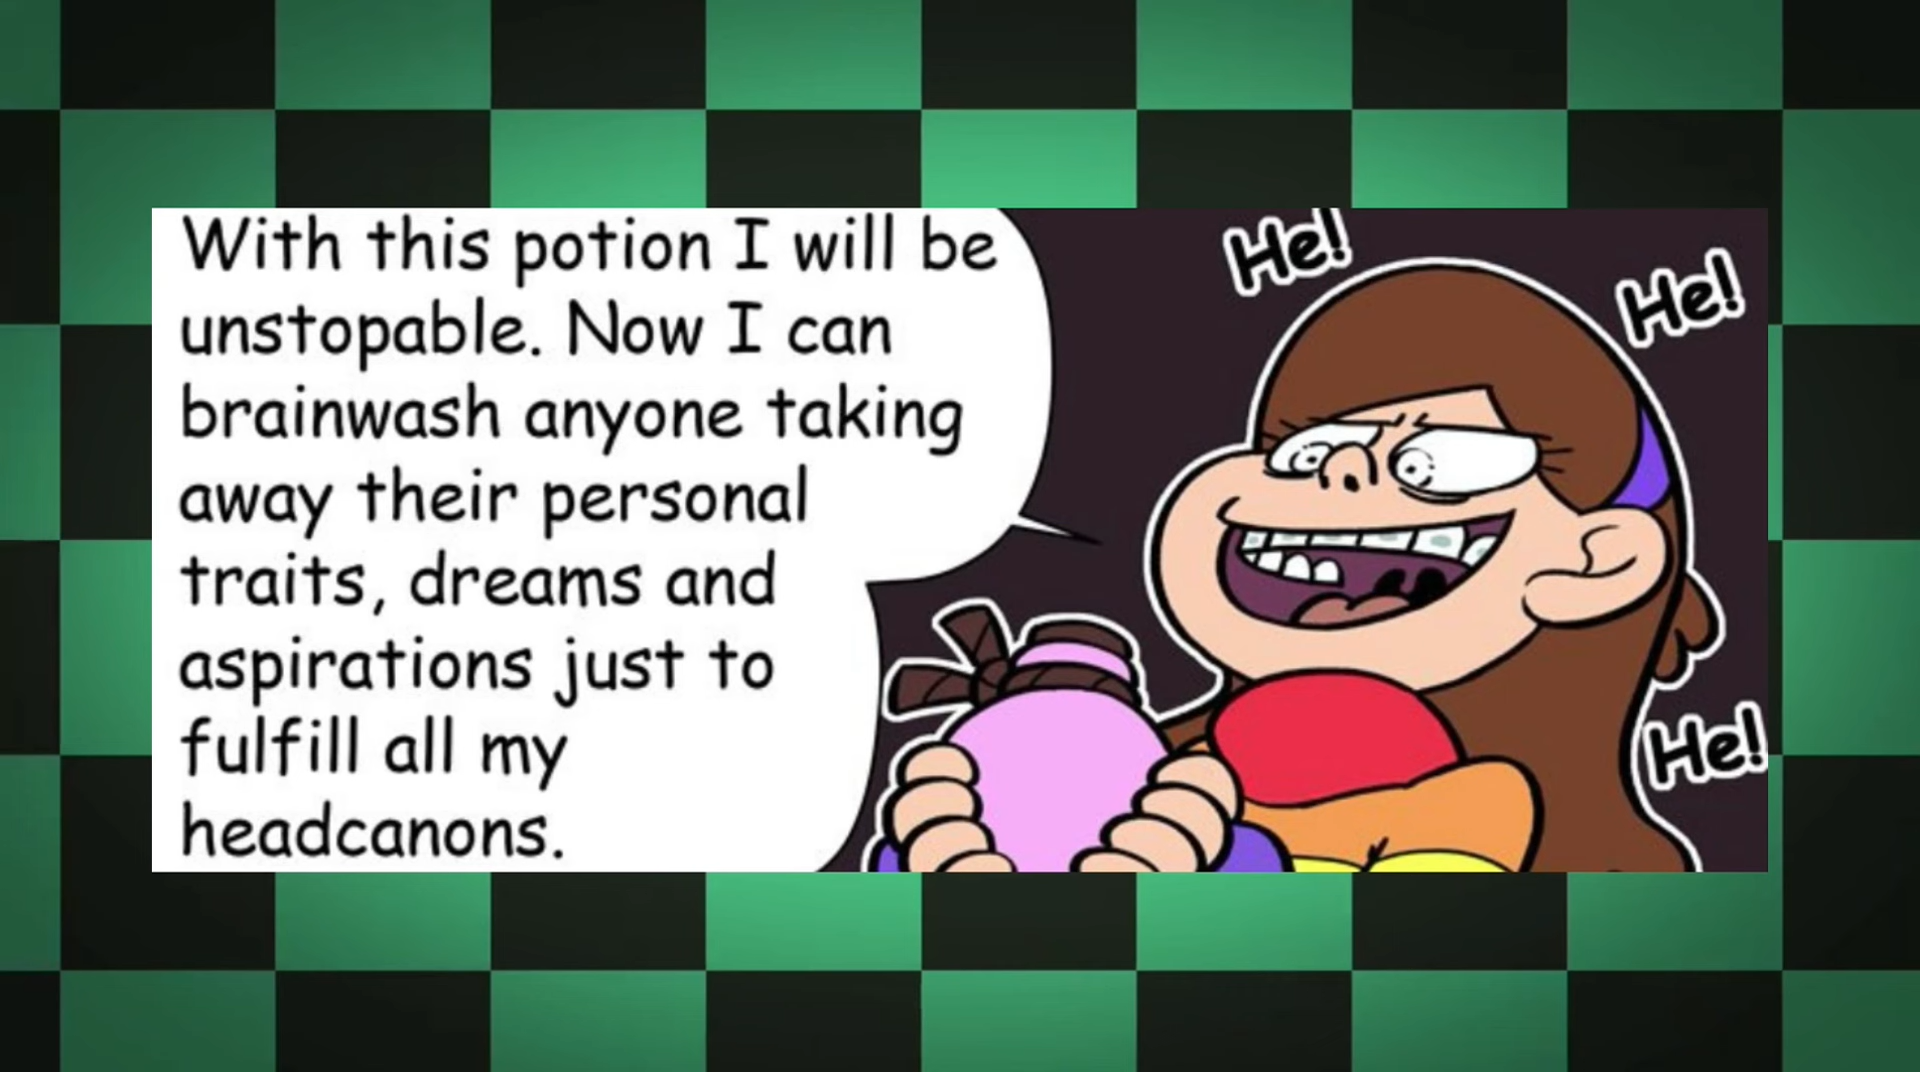 With this potion I will be
unstopable. Now I can
brainwash anyone taking
away their personal
traits, dreams and
aspirations just to
fulfill all my
headcanons.
He!
He!
He!